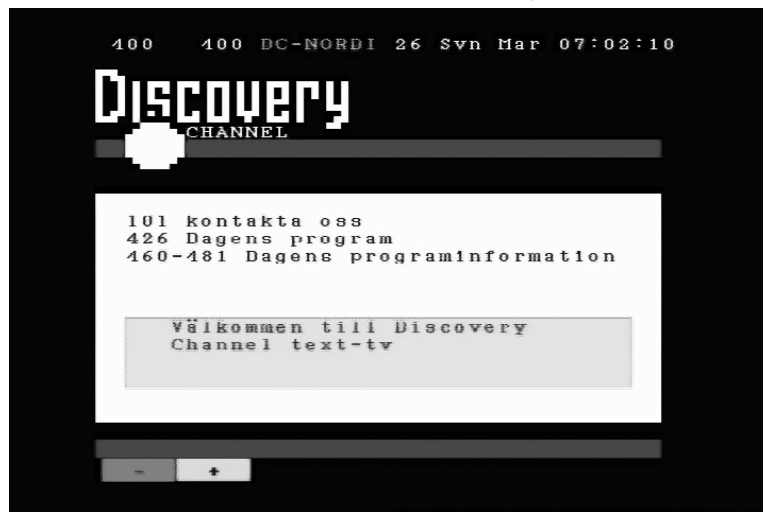 400 400 DC-NORDI 26 Svn Mar 07:02:10
Discovery
CHANNEL
101 kontakta oss
426 Dagens program
460-481 Dagens programinformation
Välkommen till Discovery
Channel text-tv
- +